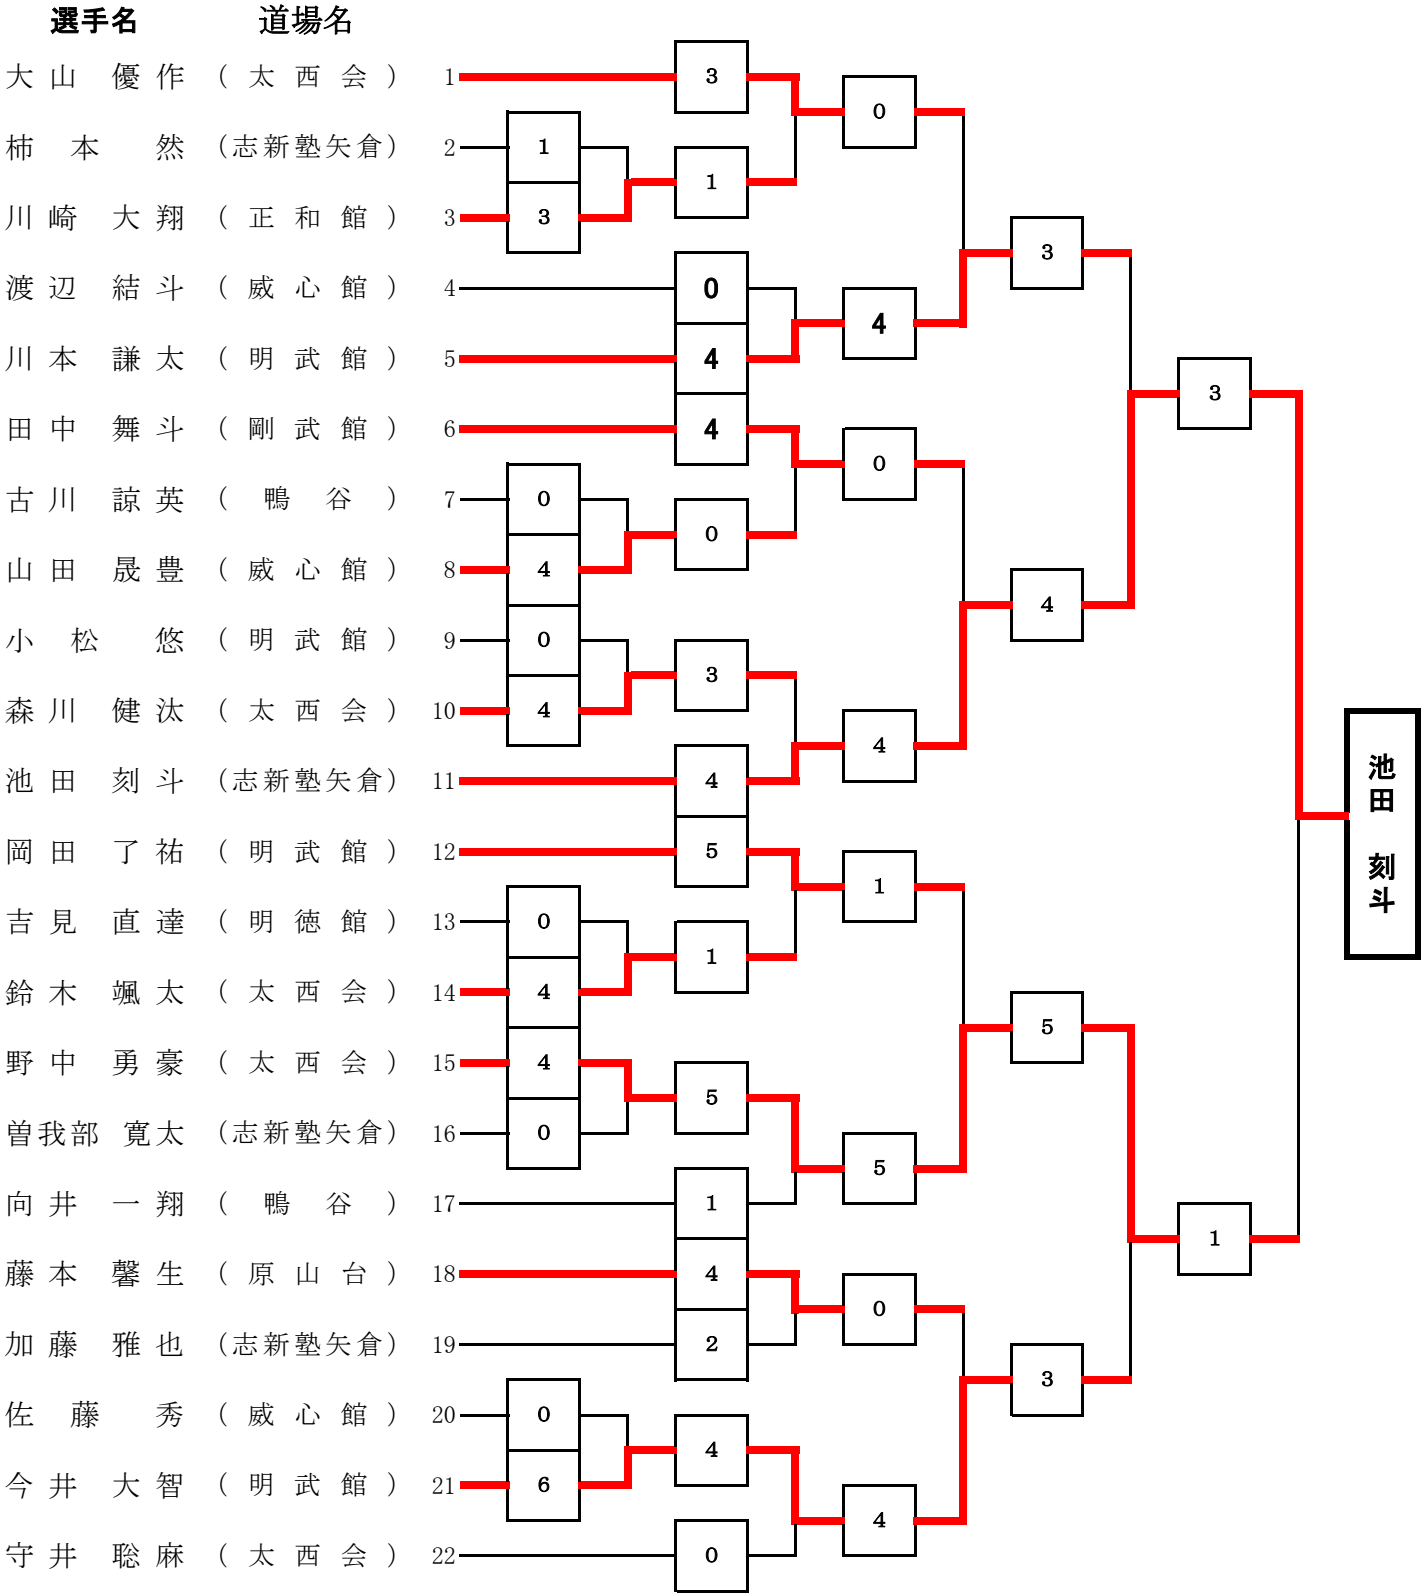 選手名 道場名
大山 優作 (太西会) 1
柿本 然 (志新塾矢倉) 2
川崎 大翔 (正和館) 3
渡辺 結斗 (威心館) 4
川本 謙太 (明武館) 5
田中 舞斗 (剛武館) 6
古川 諒英 (鴨谷) 7
山田 晟豊 (威心館) 8
小松 悠 (明武館) 9
森川 健汰 (太西会) 10
池田 刻斗 (志新塾矢倉) 11
岡田 了祐 (明武館) 12
吉見 直達 (明徳館) 13
鈴木 颯太 (太西会) 14
野中 勇豪 (太西会) 15
曽我部 寛太 (志新塾矢倉) 16
向井 一翔 (鴨谷) 17
藤本 馨生 (原山台) 18
加藤 雅也 (志新塾矢倉) 19
佐藤 秀 (威心館) 20
今井 大智 (明武館) 21
守井 聡麻 (太西会) 22
1
3
0
4
0
4
0
4
4
0
0
6
3
1
0
4
4
0
3
4
5
1
5
1
4
2
4
0
0
4
0
4
1
5
0
4
3
4
5
3
3
1
池田 刻斗